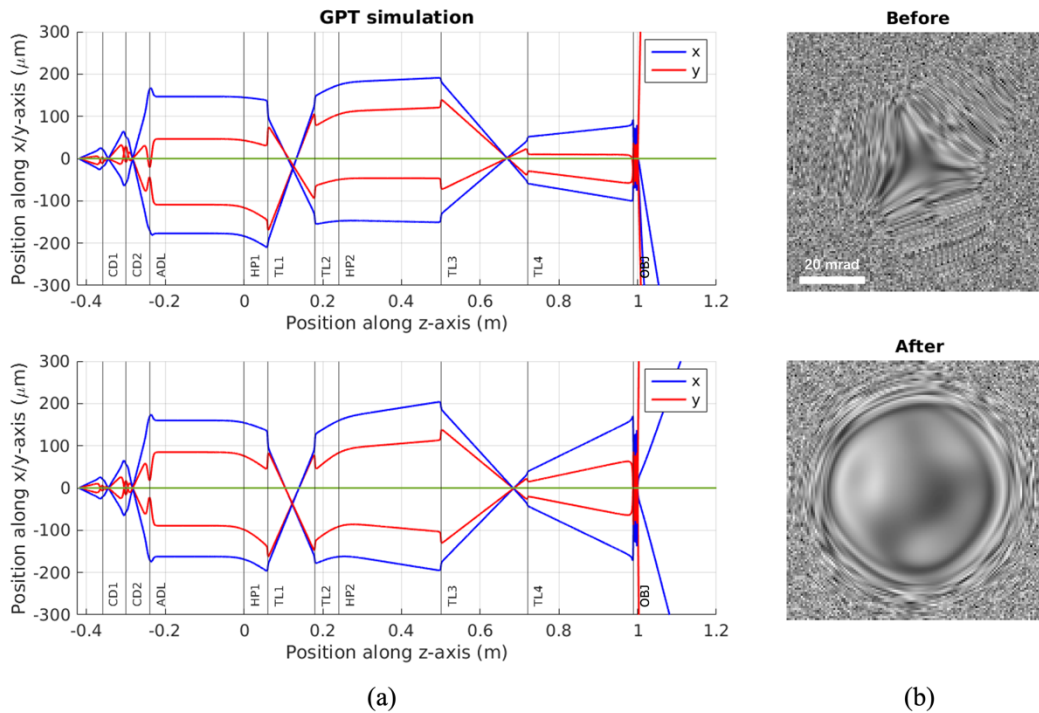 GPT simulation
Before
300
200
100
0
-100
-200
-300
Position along x/y-axis (μm)
x
y
CD1
CD2
ADL
HP1
TL1
TL2
HP2
TL3
TL4
OBJ
-0.4
-0.2
0
0.2
0.4
0.6
0.8
1
1.2
Position along z-axis (m)
20 mrad
After
300
200
100
0
-100
-200
-300
Position along x/y-axis (μm)
x
y
CD1
CD2
ADL
HP1
TL1
TL2
HP2
TL3
TL4
OBJ
-0.4
-0.2
0
0.2
0.4
0.6
0.8
1
1.2
Position along z-axis (m)
(a)
(b)